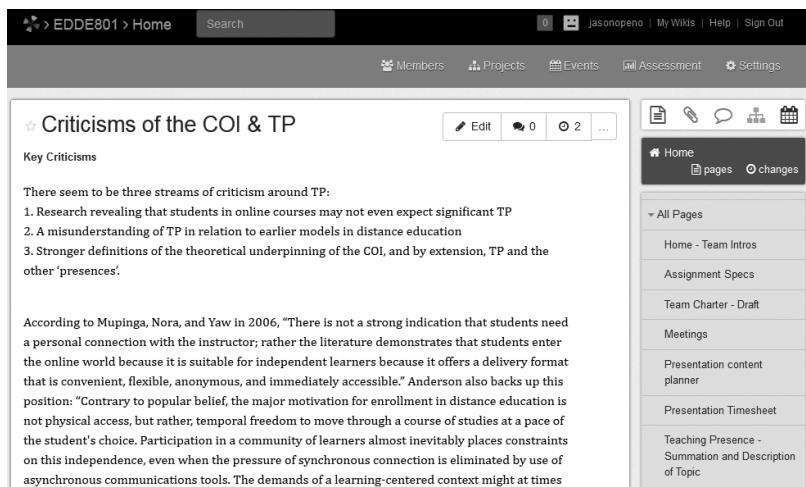 > EDDE801 > Home
Search
0
jasonopeno | My Wikis | Help | Sign Out
Members
Projects
Events
Assessment
Settings
Criticisms of the COI & TP
Edit
0
2
...
Key Criticisms
There seem to be three streams of criticism around TP:
1. Research revealing that students in online courses may not even expect significant TP
2. A misunderstanding of TP in relation to earlier models in distance education
3. Stronger definitions of the theoretical underpinning of the COI, and by extension, TP and the
other ‘presences’.
According to Mupinga, Nora, and Yaw in 2006, “There is not a strong indication that students need
a personal connection with the instructor; rather the literature demonstrates that students enter
the online world because it is suitable for independent learners because it offers a delivery format
that is convenient, flexible, anonymous, and immediately accessible.” Anderson also backs up this
position: “Contrary to popular belief, the major motivation for enrollment in distance education is
not physical access, but rather, temporal freedom to move through a course of studies at a pace of
the student's choice. Participation in a community of learners almost inevitably places constraints
on this independence, even when the pressure of synchronous connection is eliminated by use of
asynchronous communications tools. The demands of a learning-centered context might at times
Home
pages
changes
All Pages
Home - Team Intros
Assignment Specs
Team Charter - Draft
Meetings
Presentation content
planner
Presentation Timesheet
Teaching Presence -
Summation and Description
of Topic